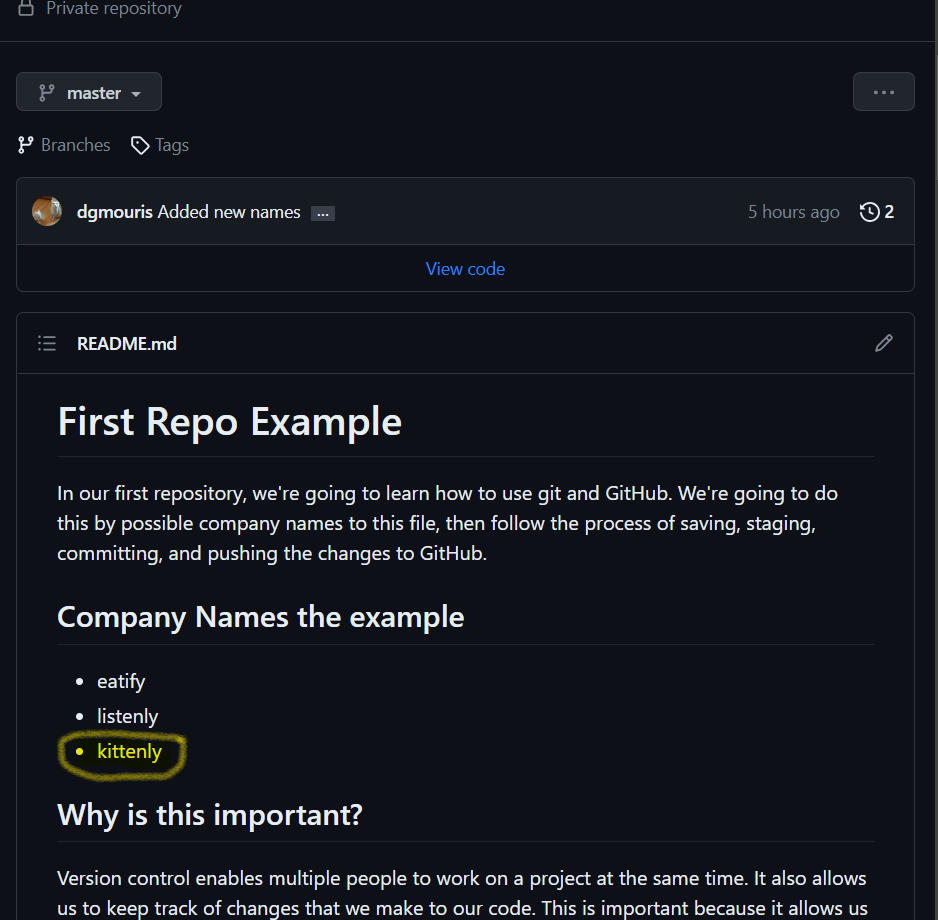 Private repository
master
...
Branches Tags
dgmouris Added new names ... 5 hours ago 2
View code
README.md
First Repo Example
In our first repository, we're going to learn how to use git and GitHub. We're going to do
this by possible company names to this file, then follow the process of saving, staging,
committing, and pushing the changes to GitHub.
Company Names the example
• eatify
• listenly
• kittenly
Why is this important?
Version control enables multiple people to work on a project at the same time. It also allows
us to keep track of changes that we make to our code. This is important because it allows us